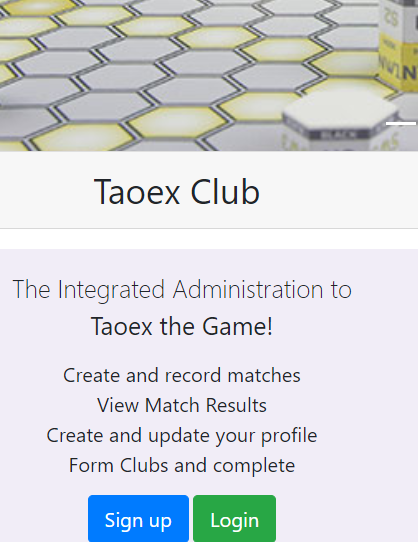 BLACK
Taoex Club
The Integrated Administration to
Taoex the Game!
Create and record matches
View Match Results
Create and update your profile
Form Clubs and complete
Sign up Login